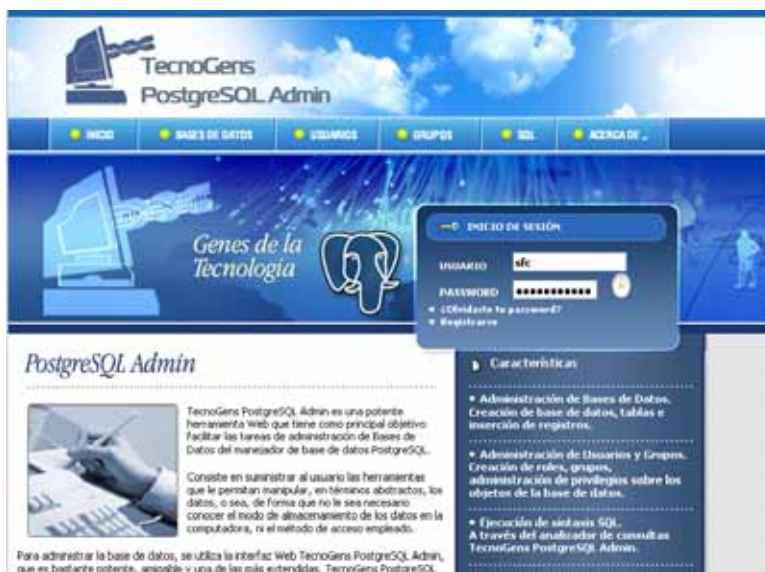 TecnoGens
PostgreSQL Admin
INICIO
BASES DE DATOS
USUARIOS
GRUPOS
SQL
ACERCA DE ..
Genes de la
Tecnología
INICIO DE SESIÓN
USUARIO
sfc
PASSWORD
¿Olvidaste tu password?
Registrarse
PostgreSQL Admin
TecnoGens PostgreSQL Admin es una potente
herramienta Web que tiene como principal objetivo
facilitar las tareas de administración de Bases de
Datos del manejador de base de datos PostgreSQL.
Consiste en suministrar al usuario las herramientas
que le permitan manipular, en términos abstractos, los
datos, o sea, de forma que no le sea necesario
conocer el modo de almacenamiento de los datos en la
computadora, ni el método de acceso empleado.
Para administrar la base de datos, se utiliza la interfaz Web TecnoGens PostgreSQL Admin,
que es bastante potente, amigable y una de las más extendidas. TecnoGens PostgreSQL
Características
• Administración de Bases de Datos.
Creación de base de datos, tablas e
inserción de registros.
• Administración de Usuarios y Grupos.
Creación de roles, grupos,
administración de privilegios sobre los
objetos de la base de datos.
• Ejecución de sintaxis SQL.
A través del analizador de consultas
TecnoGens PostgreSQL Admin.